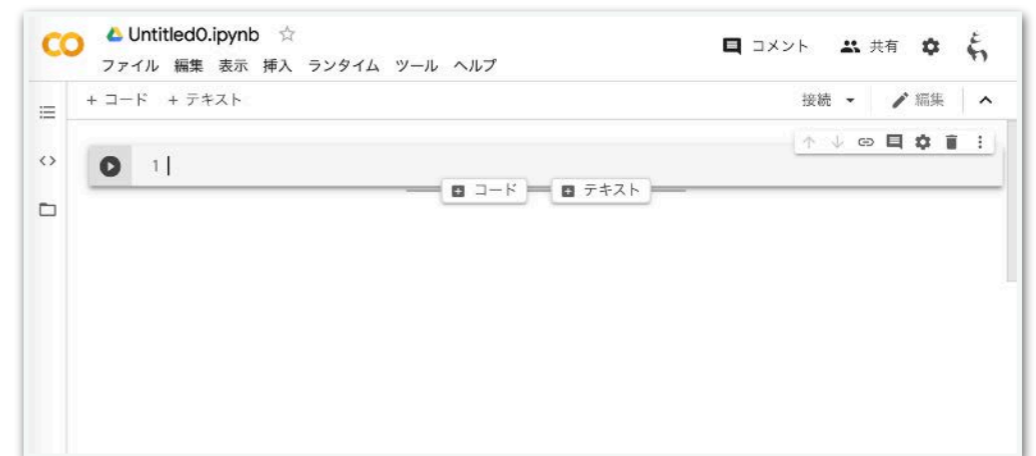 CO Untitled0.ipynb
コメント 共有
ファイル 編集 表示 挿入 ランタイム ツール ヘルプ
+ コード + テキスト 接続 編集
1
コード テキスト